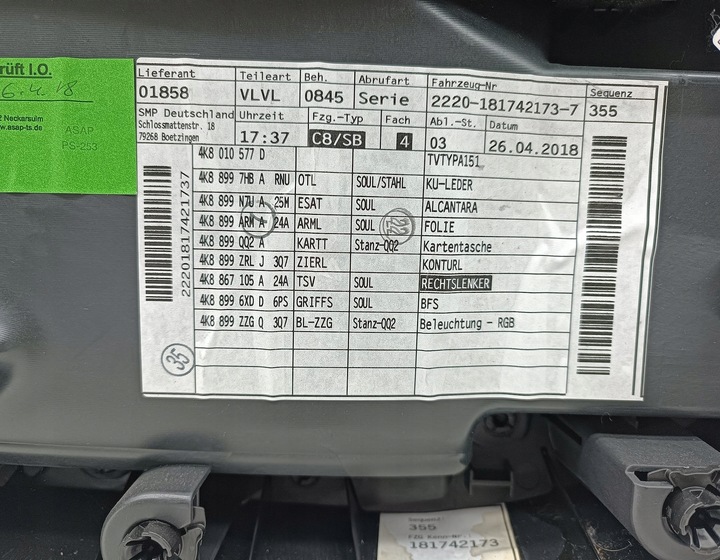 rüft I.O.
6.4.18
2 Neckarsulm
w.asap-ts.de
ASAP
PS-253
Lieferant Teileart Beh. Abrufart Fahrzeug-Nr Sequenz
01858 VLVL 0845 Serie 2220-181742173-7 355
SMP Deutschland Uhrzeit Fzg.-Typ Fach Abl.-St. Datum
Schlossmattenstr. 18
79268 Boetzingen 17:37 C8/SB 4 03 26.04.2018
4K8 010 577 D TVTYPA151
4K8 899 7HB A RNU OTL SOUL/STAHL KU-LEDER
4K8 899 N7U A 25M ESAT SOUL ALCANTARA
4K8 899 ARM A 24A ARML SOUL FOLIE
4K8 899 QQ2 A KARTT Stanz-QQ2 Kartentasche
4K8 899 ZRL J 3Q7 ZIERL KONTURL
4K8 867 105 A 24A TSV SOUL RECHTSLENKER
4K8 899 6XD D 6PS GRIFFS SOUL BFS
4K8 899 ZZG Q 3Q7 BL-ZZG Stanz-QQ2 Beleuchtung - RGB
22201817421737
35
Sequenz:
355
FZG Kenn-Nr:
181742173